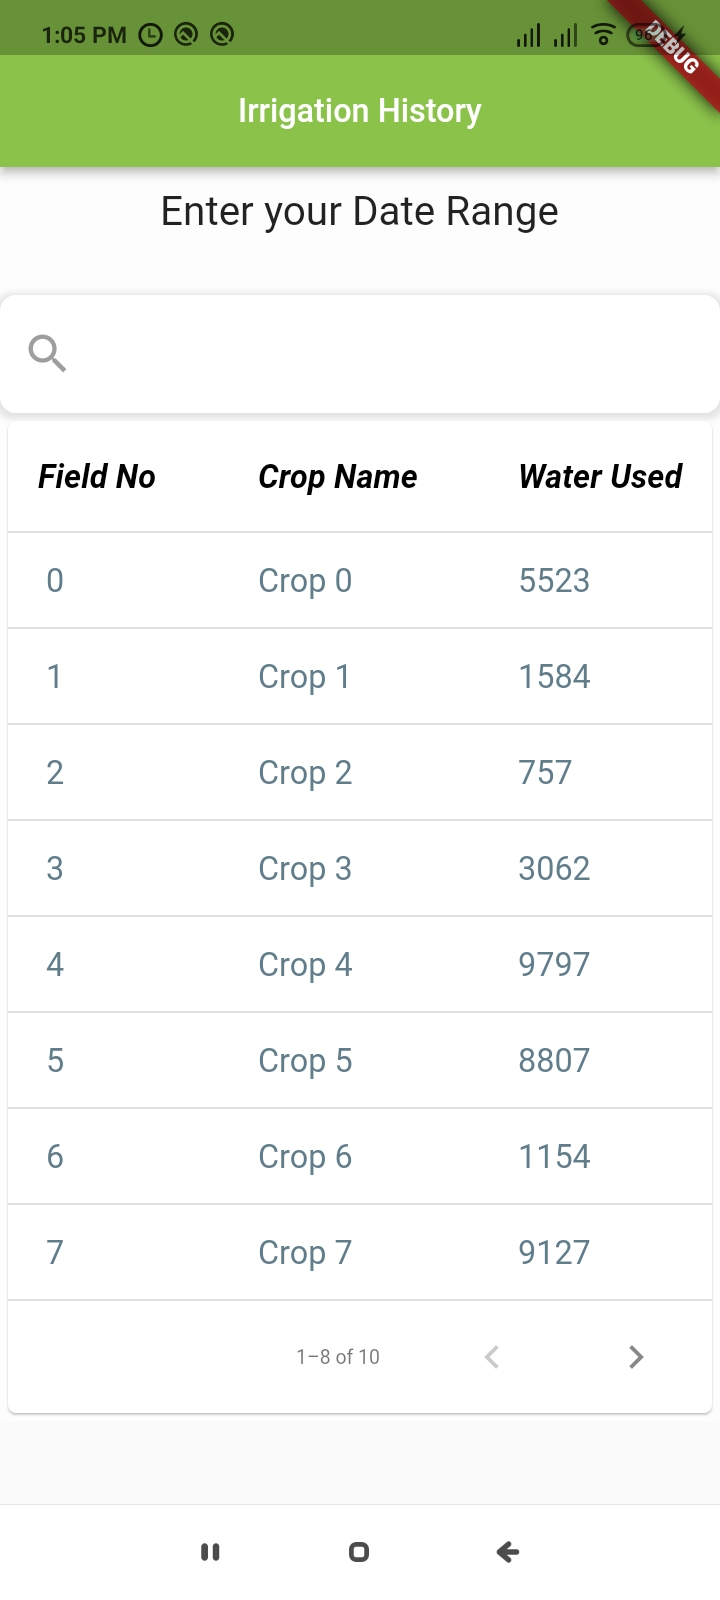 1:05 PM
DEBUG
Irrigation History
Enter your Date Range
Field No Crop Name Water Used
0 Crop 0 5523
1 Crop 1 1584
2 Crop 2 757
3 Crop 3 3062
4 Crop 4 9797
5 Crop 5 8807
6 Crop 6 1154
7 Crop 7 9127
1–8 of 10